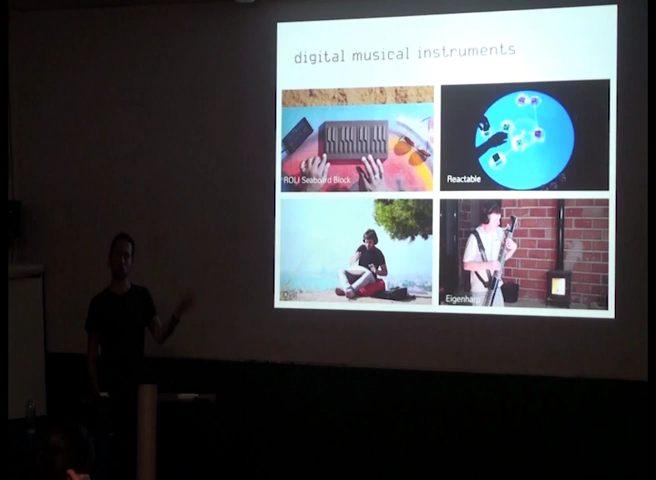 digital musical instruments
ROLI Seaboard Block
Reactable
Eigenharp